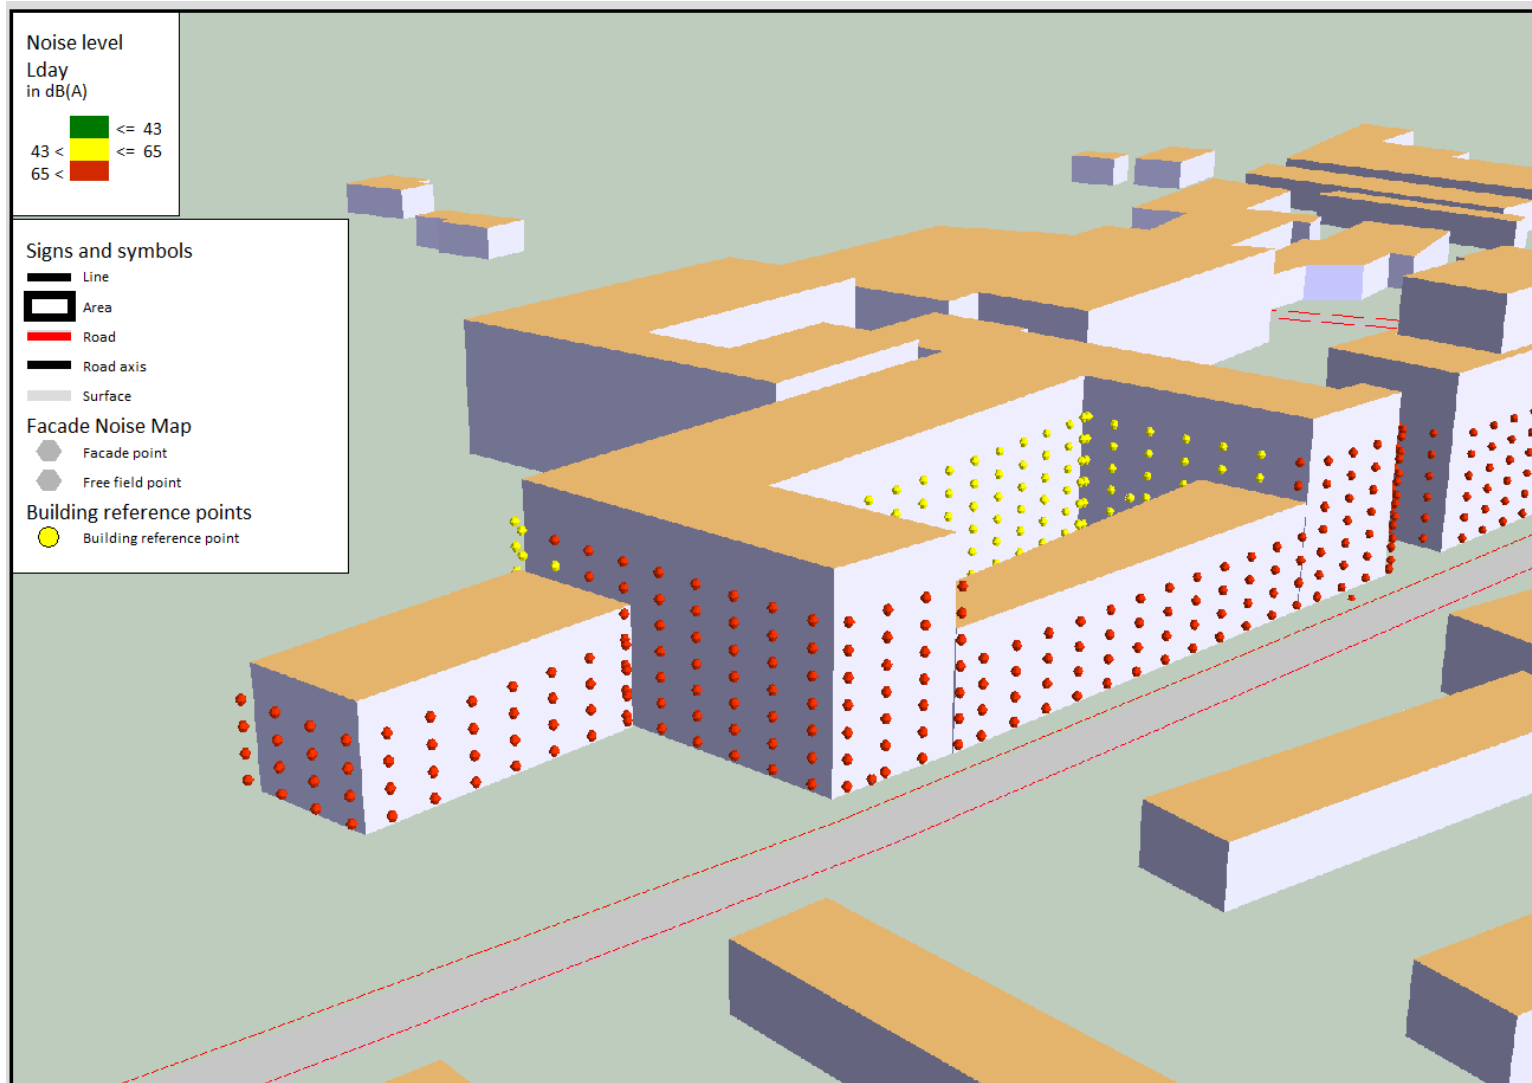 Noise level
Lday
in dB(A)
<= 43
43 < <= 65
65 <
Signs and symbols
Line
Area
Road
Road axis
Surface
Facade Noise Map
Facade point
Free field point
Building reference points
Building reference point